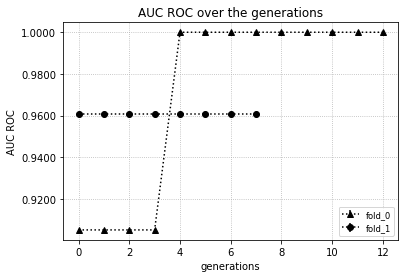 AUC ROC over the generations
1.0000
0.9800
0.9600
0.9400
0.9200
AUC ROC
0 2 4 6 8 10 12
generations
fold_0
fold_1